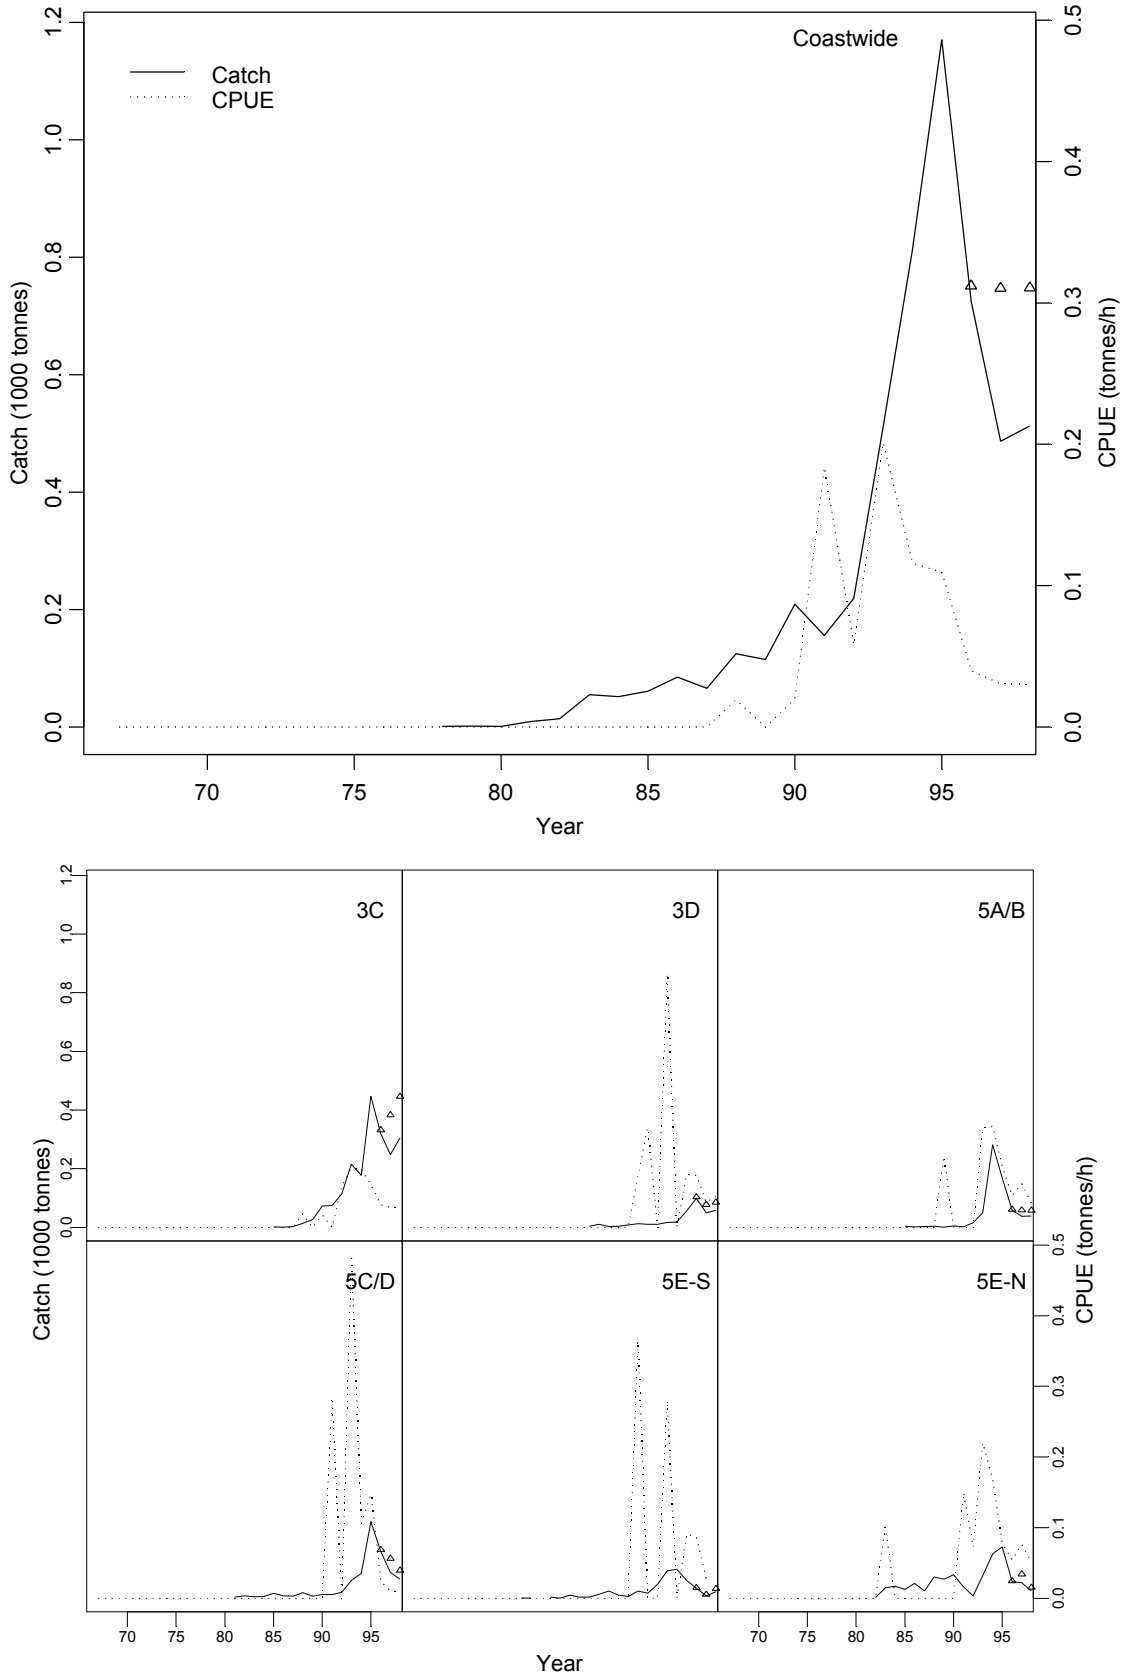 Coastwide
Catch
CPUE
Catch (1000 tonnes)
0.0 0.2 0.4 0.6 0.8 1.0 1.2
CPUE (tonnes/h)
0.0 0.1 0.2 0.3 0.4 0.5
70 75 80 85 90 95
Year
3C 3D 5A/B
5C/D 5E-S 5E-N
Catch (1000 tonnes)
0.0 0.2 0.4 0.6 0.8 1.0 1.2
CPUE (tonnes/h)
0.0 0.1 0.2 0.3 0.4 0.5
70 75 80 85 90 95
70 75 80 85 90 95
Year